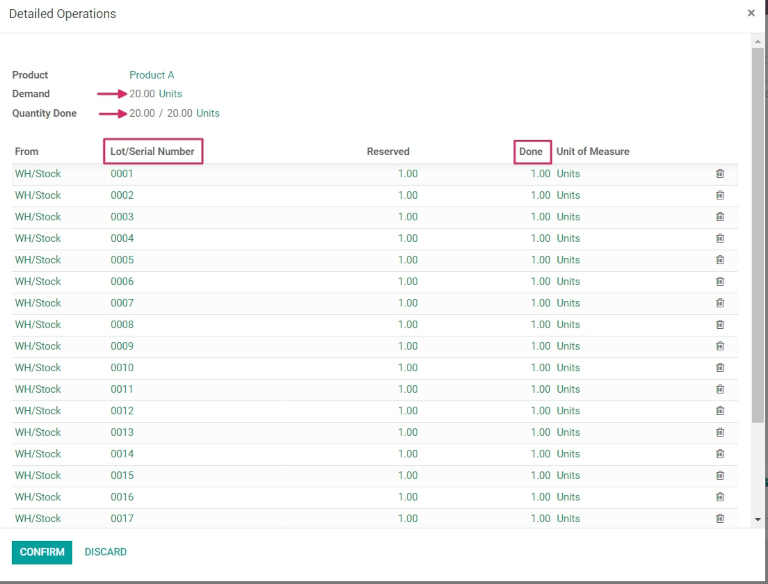 Detailed Operations ×
Product Product A
Demand 20.00 Units
Quantity Done 20.00 / 20.00 Units
From Lot/Serial Number Reserved Done Unit of Measure
WH/Stock 0001 1.00 1.00 Units
WH/Stock 0002 1.00 1.00 Units
WH/Stock 0003 1.00 1.00 Units
WH/Stock 0004 1.00 1.00 Units
WH/Stock 0005 1.00 1.00 Units
WH/Stock 0006 1.00 1.00 Units
WH/Stock 0007 1.00 1.00 Units
WH/Stock 0008 1.00 1.00 Units
WH/Stock 0009 1.00 1.00 Units
WH/Stock 0010 1.00 1.00 Units
WH/Stock 0011 1.00 1.00 Units
WH/Stock 0012 1.00 1.00 Units
WH/Stock 0013 1.00 1.00 Units
WH/Stock 0014 1.00 1.00 Units
WH/Stock 0015 1.00 1.00 Units
WH/Stock 0016 1.00 1.00 Units
WH/Stock 0017 1.00 1.00 Units
CONFIRM DISCARD